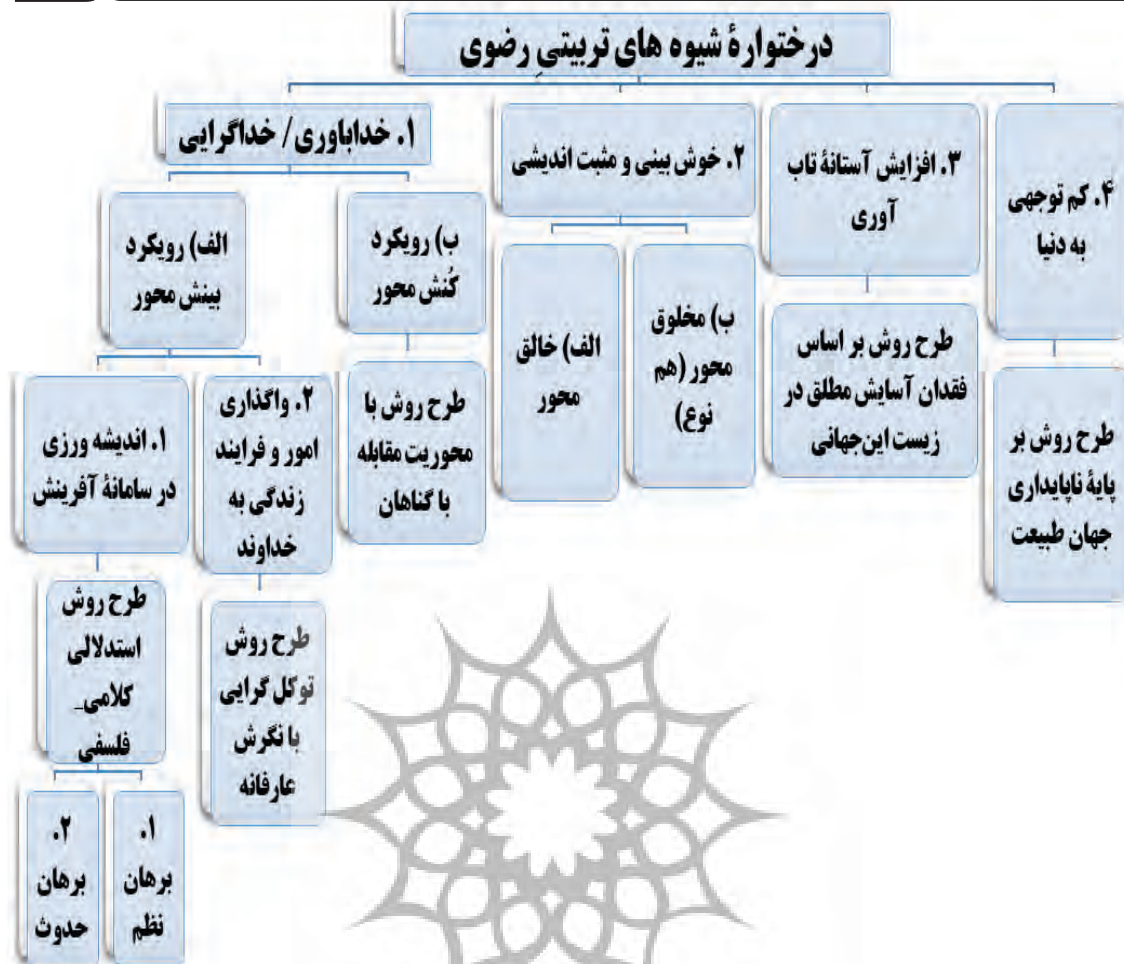 درختوارهٔ شیوه های تربیتیِ رضوی
۱. خداباوری/ خداگرایی
الف) رویکرد
بینش محور
۱. اندیشه ورزی
در سامانهٔ آفرینش
طرح روش
استدلالی
کلامی_
فلسفی
۱.
برهان
نظم
۲.
برهان
حدوث
۲. واگذاری
امور و فرایند
زندگی به
خداوند
طرح روش
توکل گرایی
با نگرش
عارفانه
ب) رویکرد
کُنش محور
طرح روش با
محوریت مقابله
با گناهان
۲. خوش بینی و مثبت اندیشی
الف) خالق
محور
ب) مخلوق
محور (هم
نوع)
۳. افزایش آستانهٔ تاب
آوری
طرح روش بر اساس
فقدان آسایش مطلق در
زیست این‌جهانی
۴. کم توجهی
به دنیا
طرح روش بر
پایهٔ ناپایداری
جهان طبیعت